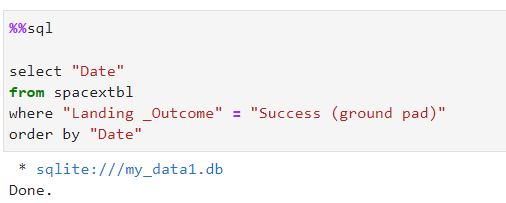 %%sql
select "Date"
from spacextbl
where "Landing _Outcome" = "Success (ground pad)"
order by "Date"
* sqlite:///my_data1.db
Done.